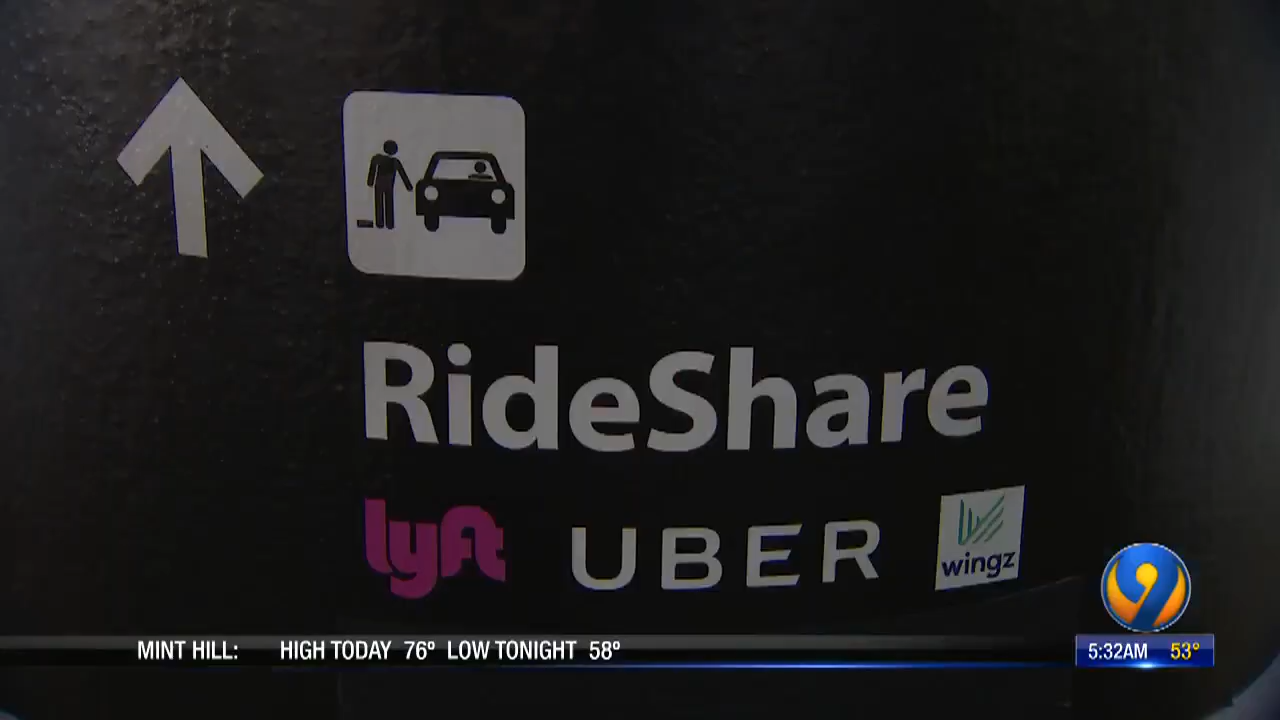 RideShare
lyft UBER wingz
9
MINT HILL: HIGH TODAY 76° LOW TONIGHT 58° 5:32AM 53°